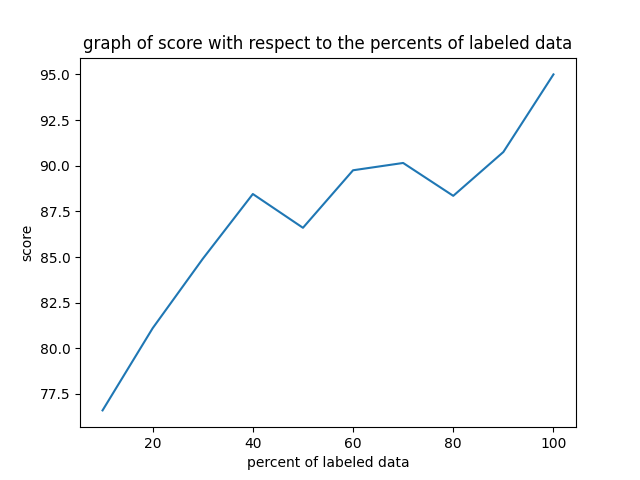 graph of score with respect to the percents of labeled data
95.0
92.5
90.0
87.5
85.0
82.5
80.0
77.5
score
20 40 60 80 100
percent of labeled data